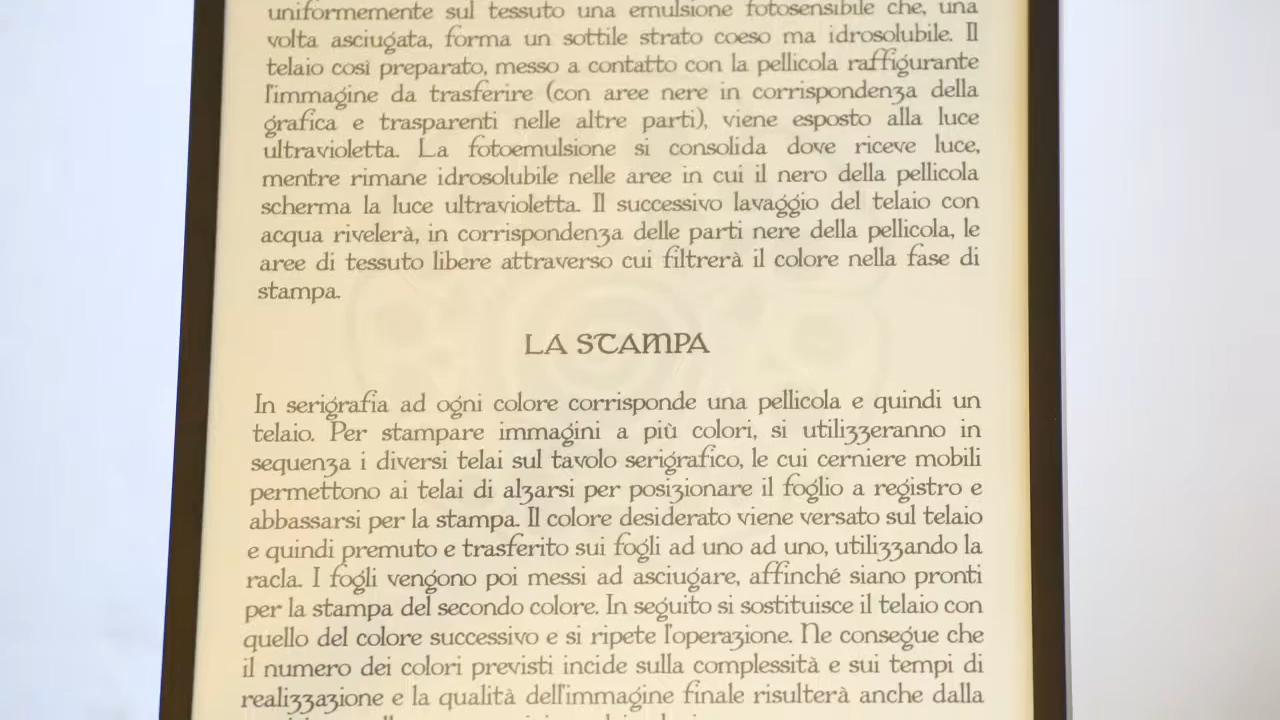 uniformemente sul tessuto una emulsione fotosensibile che, una
volta asciugata, forma un sottile strato coeso ma idrosolubile. Il
telaio così preparato, messo a contatto con la pellicola raffigurante
l'immagine da trasferire (con aree nere in corrispondenza della
grafica e trasparenti nelle altre parti), viene esposto alla luce
ultravioletta. La fotoemulsione si consolida dove riceve luce,
mentre rimane idrosolubile nelle aree in cui il nero della pellicola
scherma la luce ultravioletta. Il successivo lavaggio del telaio con
acqua rivelerà, in corrispondenza delle parti nere della pellicola, le
aree di tessuto libere attraverso cui filtrerà il colore nella fase di
stampa.
LA STAMPA
In serigrafia ad ogni colore corrisponde una pellicola e quindi un
telaio. Per stampare immagini a più colori, si utilizzeranno in
sequenza i diversi telai sul tavolo serigrafico, le cui cerniere mobili
permettono ai telai di alzarsi per posizionare il foglio a registro e
abbassarsi per la stampa. Il colore desiderato viene versato sul telaio
e quindi premuto e trasferito sui fogli ad uno ad uno, utilizzando la
racla. I fogli vengono poi messi ad asciugare, affinché siano pronti
per la stampa del secondo colore. In seguito si sostituisce il telaio con
quello del colore successivo e si ripete l'operazione. Ne consegue che
il numero dei colori previsti incide sulla complessità e sui tempi di
realizzazione e la qualità dell'immagine finale risulterà anche dalla